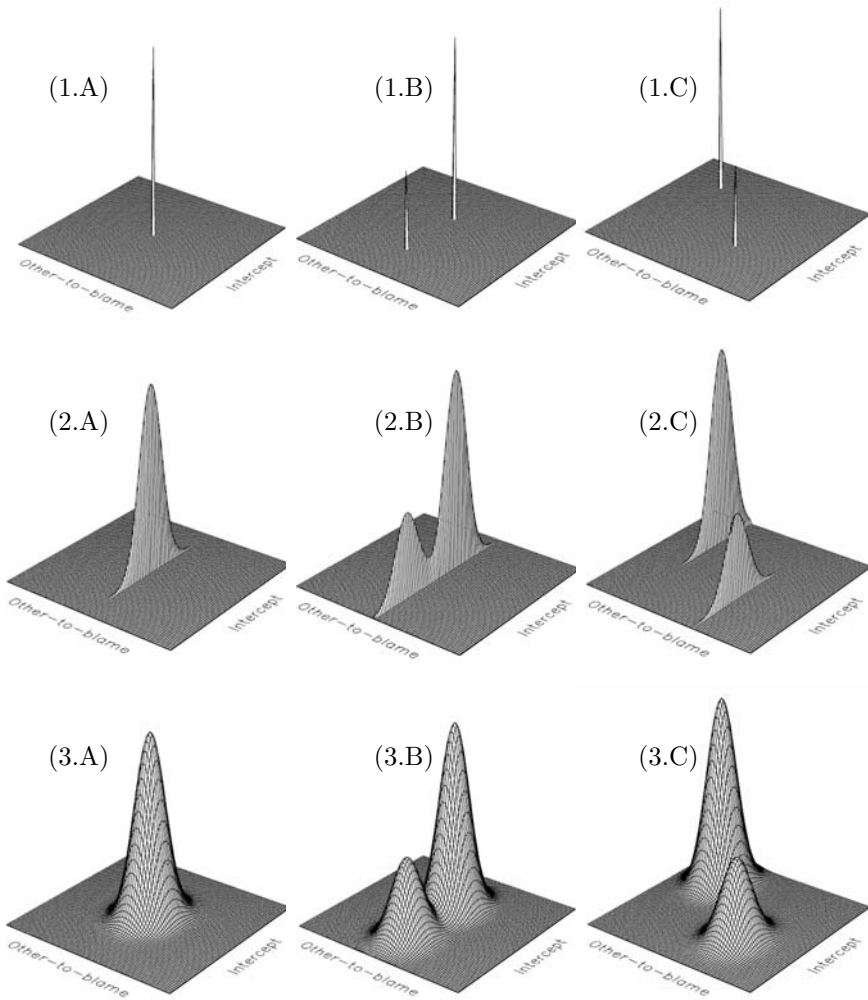 (1.A)
(1.B)
(1.C)
Other-to-blame
Intercept
Other-to-blame
Intercept
Other-to-blame
Intercept
(2.A)
(2.B)
(2.C)
Other-to-blame
Intercept
Other-to-blame
Intercept
Other-to-blame
Intercept
(3.A)
(3.B)
(3.C)
Other-to-blame
Intercept
Other-to-blame
Intercept
Other-to-blame
Intercept